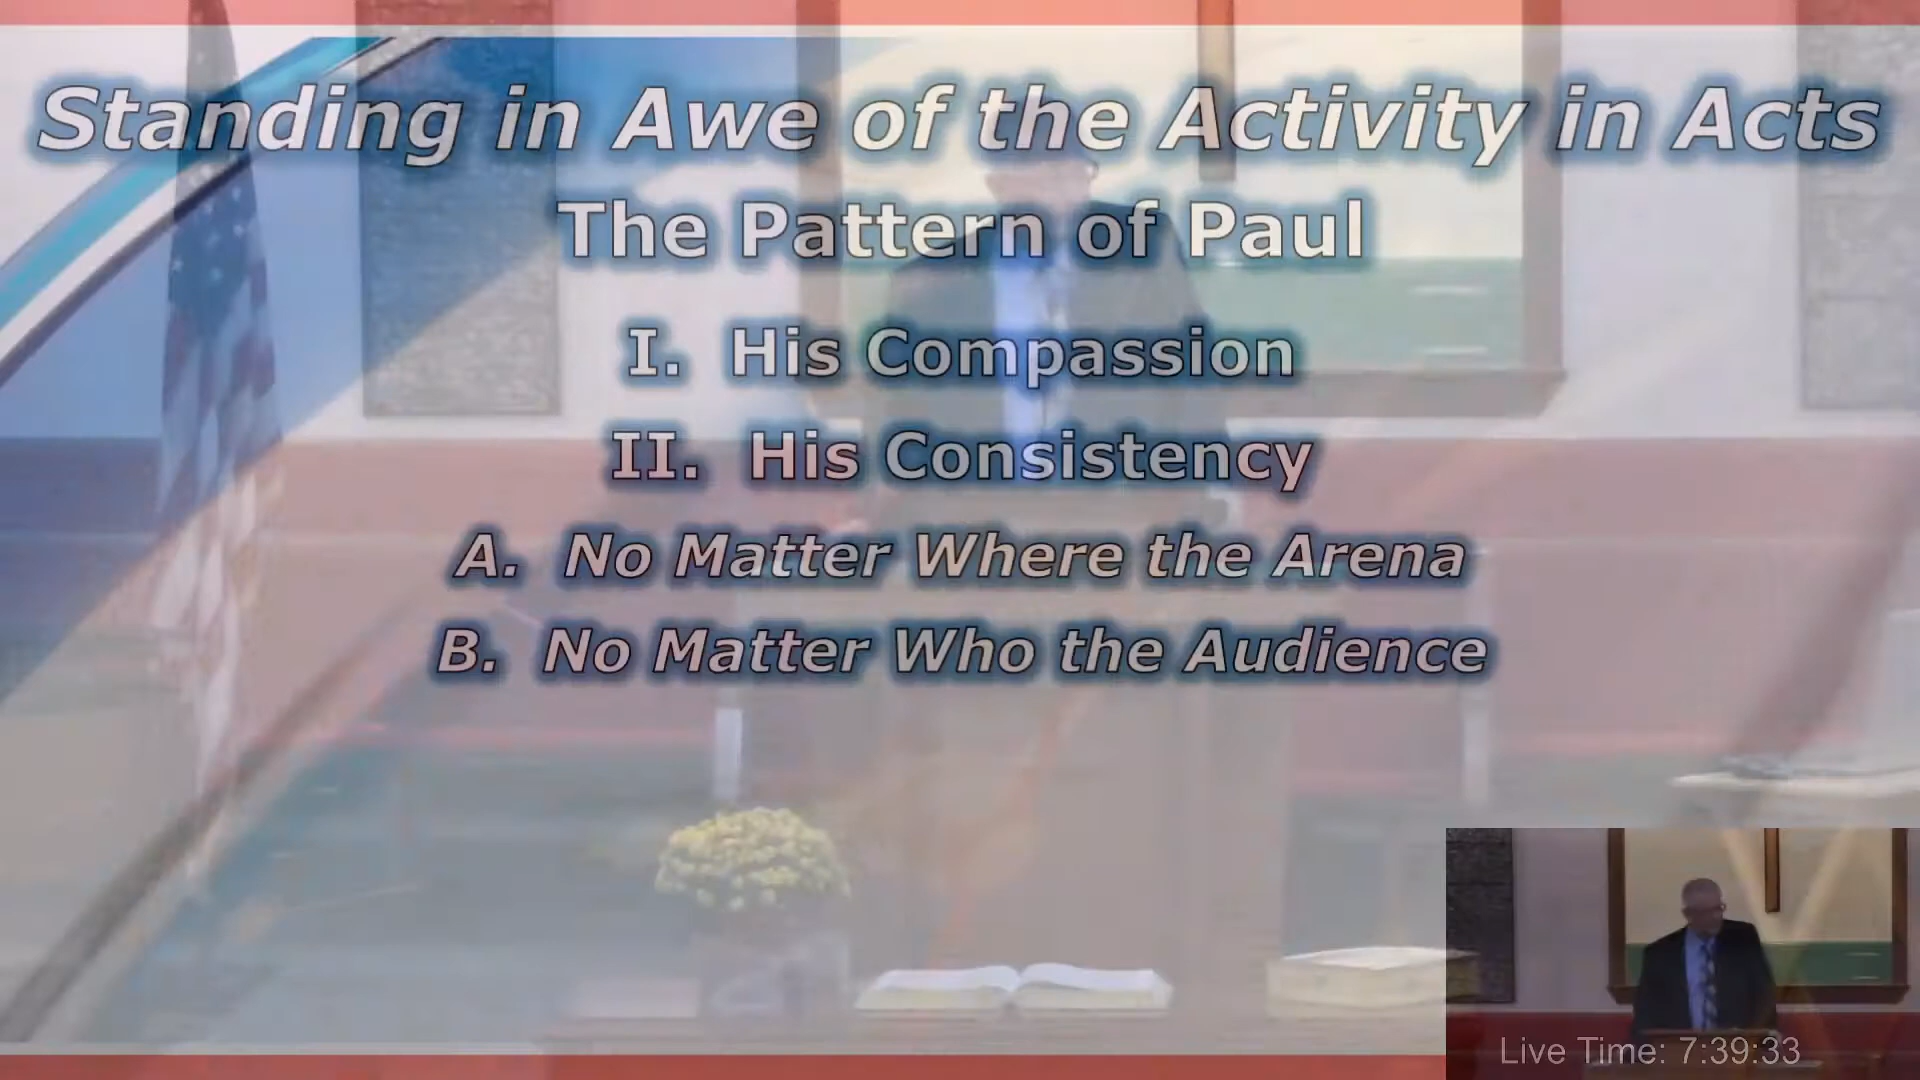 Standing in Awe of the Activity in Acts
The Pattern of Paul
I. His Compassion
II. His Consistency
A. No Matter Where the Arena
B. No Matter Who the Audience
Live Time: 7:39:33